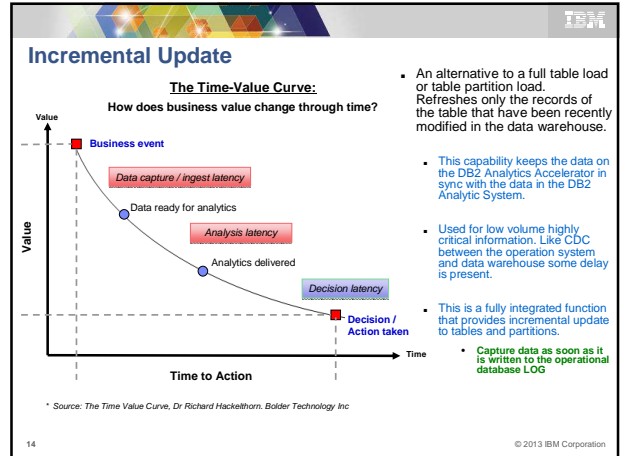 IBM
Incremental Update
The Time-Value Curve:
How does business value change through time?
Value
Business event
Data capture / ingest latency
Data ready for analytics
Analysis latency
Analytics delivered
Decision latency
Decision /
Action taken
Value
Time
Time to Action
* Source: The Time Value Curve, Dr Richard Hackelthorn. Bolder Technology Inc
▪ An alternative to a full table load
or table partition load.
Refreshes only the records of
the table that have been recently
modified in the data warehouse.
▪ This capability keeps the data on
the DB2 Analytics Accelerator in
sync with the data in the DB2
Analytic System.
▪ Used for low volume highly
critical information. Like CDC
between the operation system
and data warehouse some delay
is present.
▪ This is a fully integrated function
that provides incremental update
to tables and partitions.
• Capture data as soon as it
is written to the operational
database LOG
14
© 2013 IBM Corporation